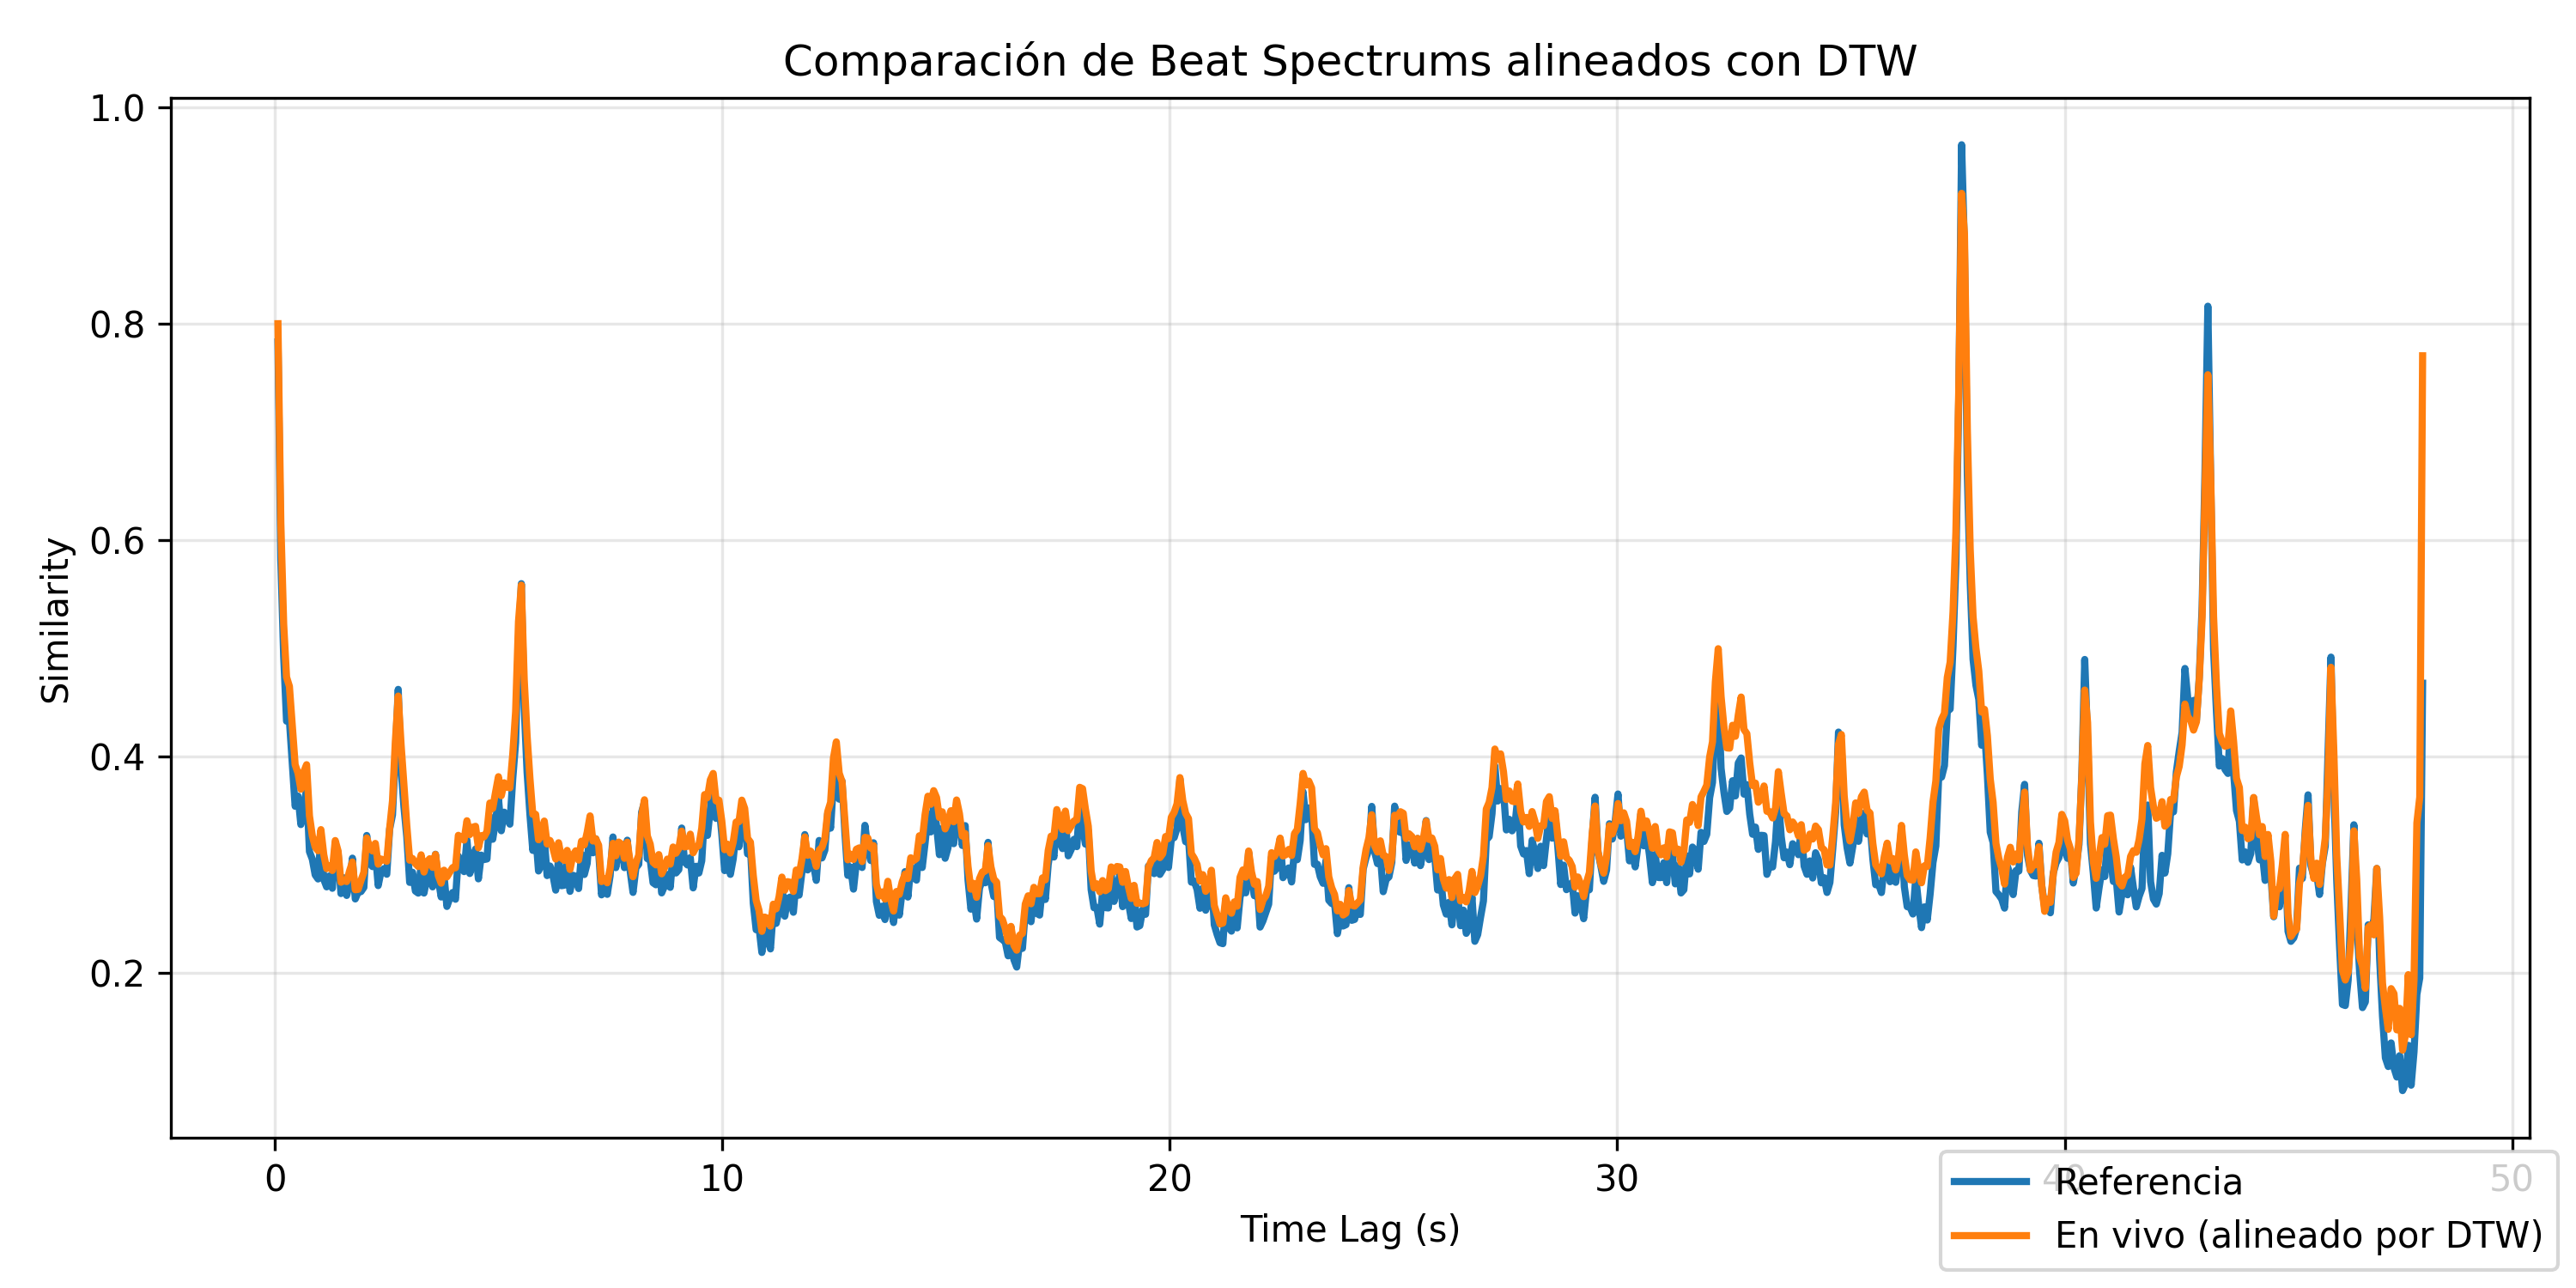 Comparación de Beat Spectrums alineados con DTW
1.0
0.8
0.6
0.4
0.2
Similarity
0 10 20 30 40 50
Time Lag (s)
Referencia
En vivo (alineado por DTW)